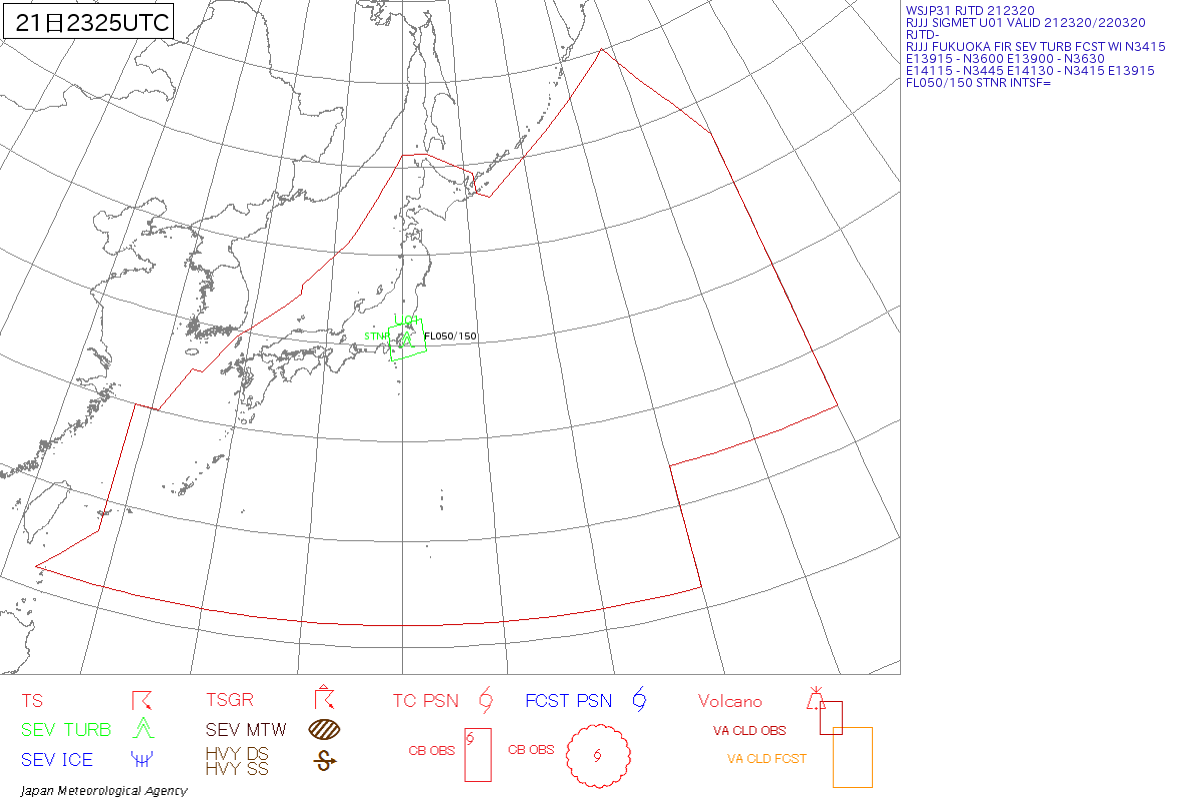 21日2325UTC
WSJP31 RJTD 212320
RJJJ SIGMET U01 VALID 212320/220320
RJTD-
RJJJ FUKUOKA FIR SEV TURB FCST WI N3415
E13915 - N3600 E13900 - N3630
E14115 - N3445 E14130 - N3415 E13915
FL050/150 STNR INTSF=
U01
STNR
FL050/150
TS
TSGR
TC PSN
FCST PSN
Volcano
SEV TURB
SEV MTW
VA CLD OBS
CB OBS
CB OBS
SEV ICE
HVY DS
HVY SS
VA CLD FCST
Japan Meteorological Agency